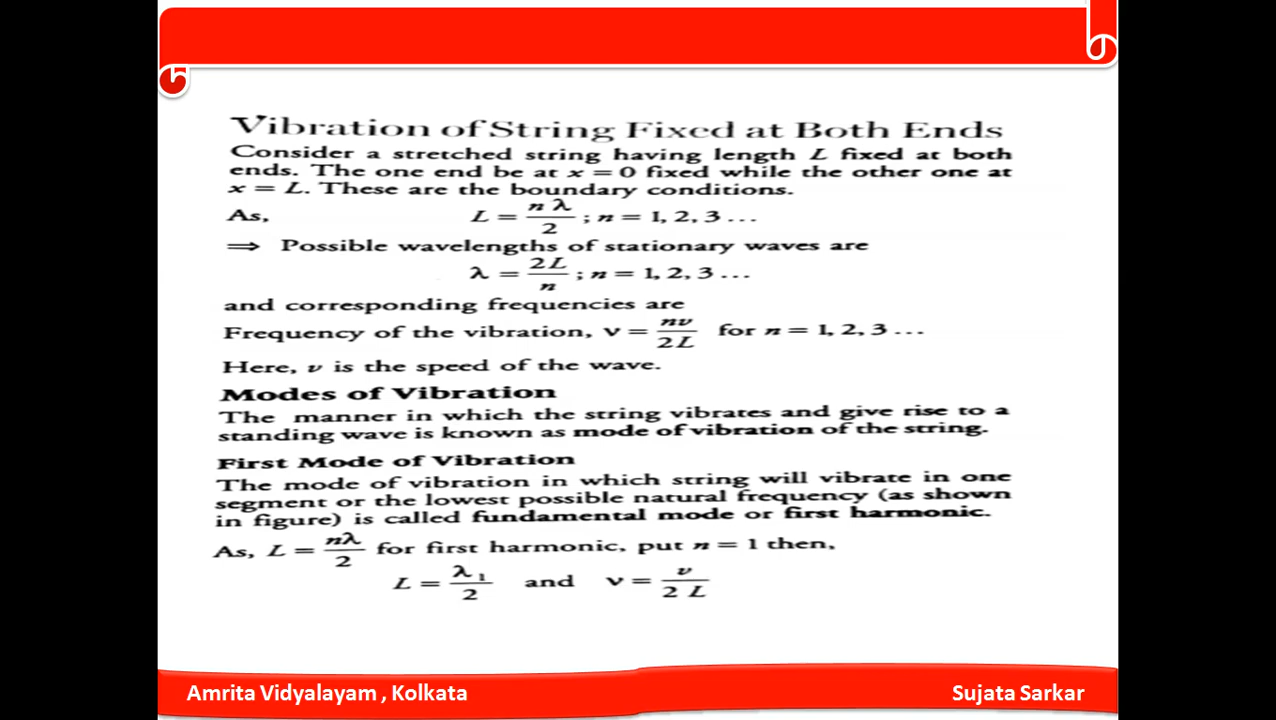 Vibration of String Fixed at Both Ends
Consider a stretched string having length L fixed at both
ends. The one end be at x = 0 fixed while the other one at
x = L. These are the boundary conditions.
As, L = nλ/2 ; n = 1, 2, 3 ...
⟹ Possible wavelengths of stationary waves are
λ = 2L/n ; n = 1, 2, 3 ...
and corresponding frequencies are
Frequency of the vibration, ν = nv/2L for n = 1, 2, 3 ...
Here, v is the speed of the wave.
Modes of Vibration
The manner in which the string vibrates and give rise to a
standing wave is known as mode of vibration of the string.
First Mode of Vibration
The mode of vibration in which string will vibrate in one
segment or the lowest possible natural frequency (as shown
in figure) is called fundamental mode or first harmonic.
As, L = nλ/2 for first harmonic, put n = 1 then,
L = λ₁/2 and ν = v/2 L
Amrita Vidyalayam , Kolkata
Sujata Sarkar